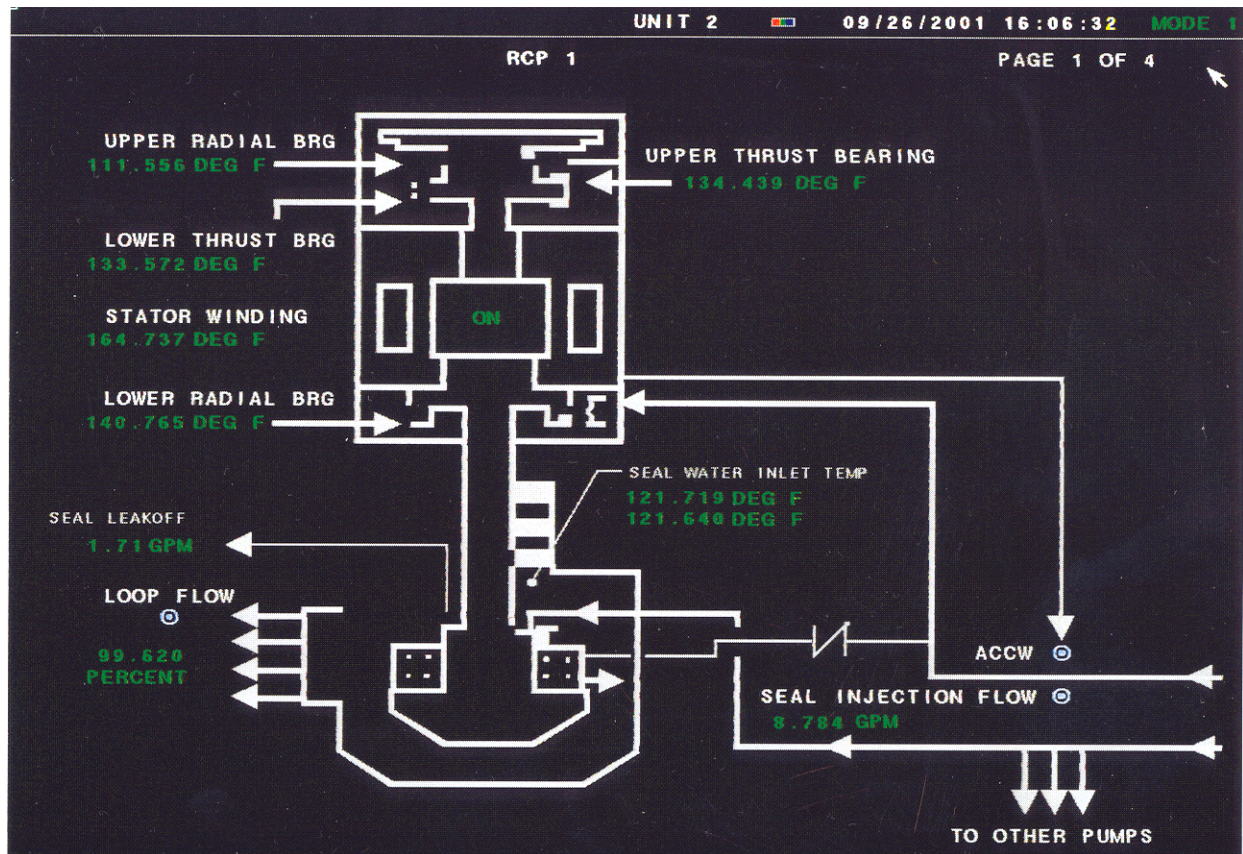 UNIT 2 09/26/2001 16:06:32 MODE 1
RCP 1 PAGE 1 OF 4
UPPER RADIAL BRG
111.556 DEG F
UPPER THRUST BEARING
134.439 DEG F
LOWER THRUST BRG
133.572 DEG F
STATOR WINDING
164.737 DEG F
ON
LOWER RADIAL BRG
140.765 DEG F
SEAL WATER INLET TEMP
121.719 DEG F
121.640 DEG F
SEAL LEAKOFF
1.71 GPM
LOOP FLOW
99.620
PERCENT
ACCW
SEAL INJECTION FLOW
8.784 GPM
TO OTHER PUMPS